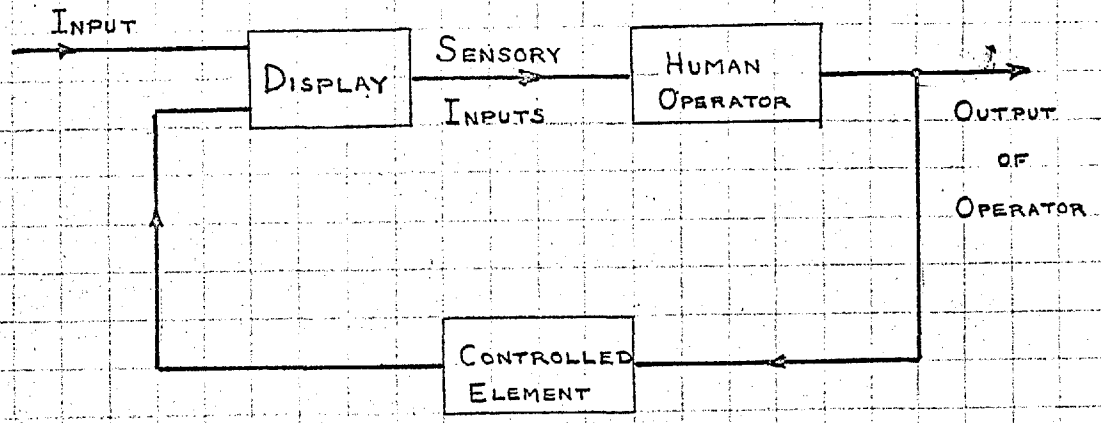 INPUT
DISPLAY
SENSORY
INPUTS
HUMAN
OPERATOR
OUTPUT
OF
OPERATOR
CONTROLLED
ELEMENT